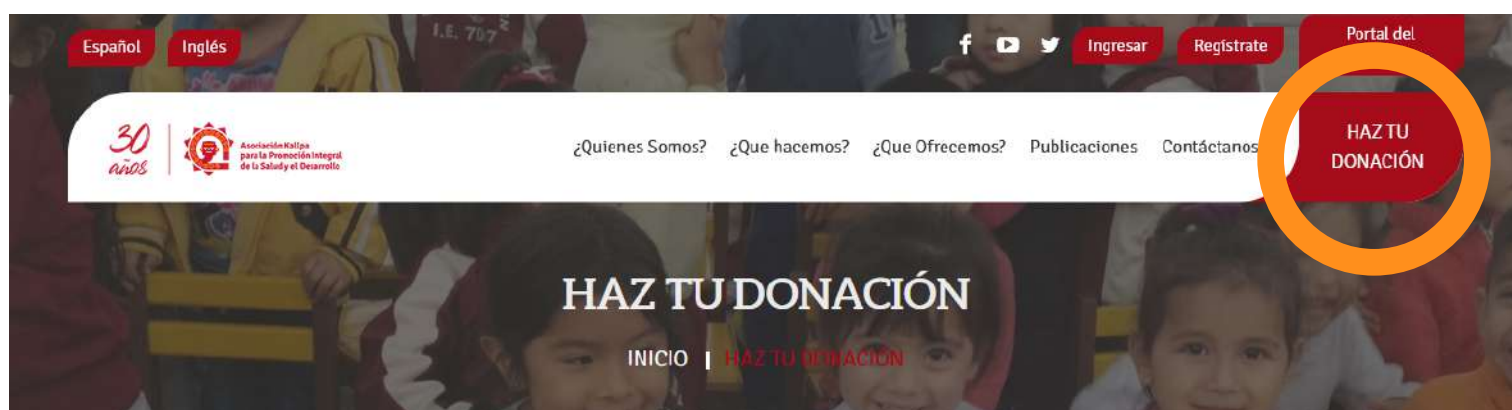 Español Inglés
I.E. 707
Ingresar Regístrate Portal del
30
años
Asociación Kallpa
para la Promoción Integral
de la Salud y el Desarrollo
¿Quienes Somos? ¿Que hacemos? ¿Que Ofrecemos? Publicaciones Contáctanos
HAZ TU
DONACIÓN
HAZ TU DONACIÓN
INICIO | HAZ TU DONACIÓN